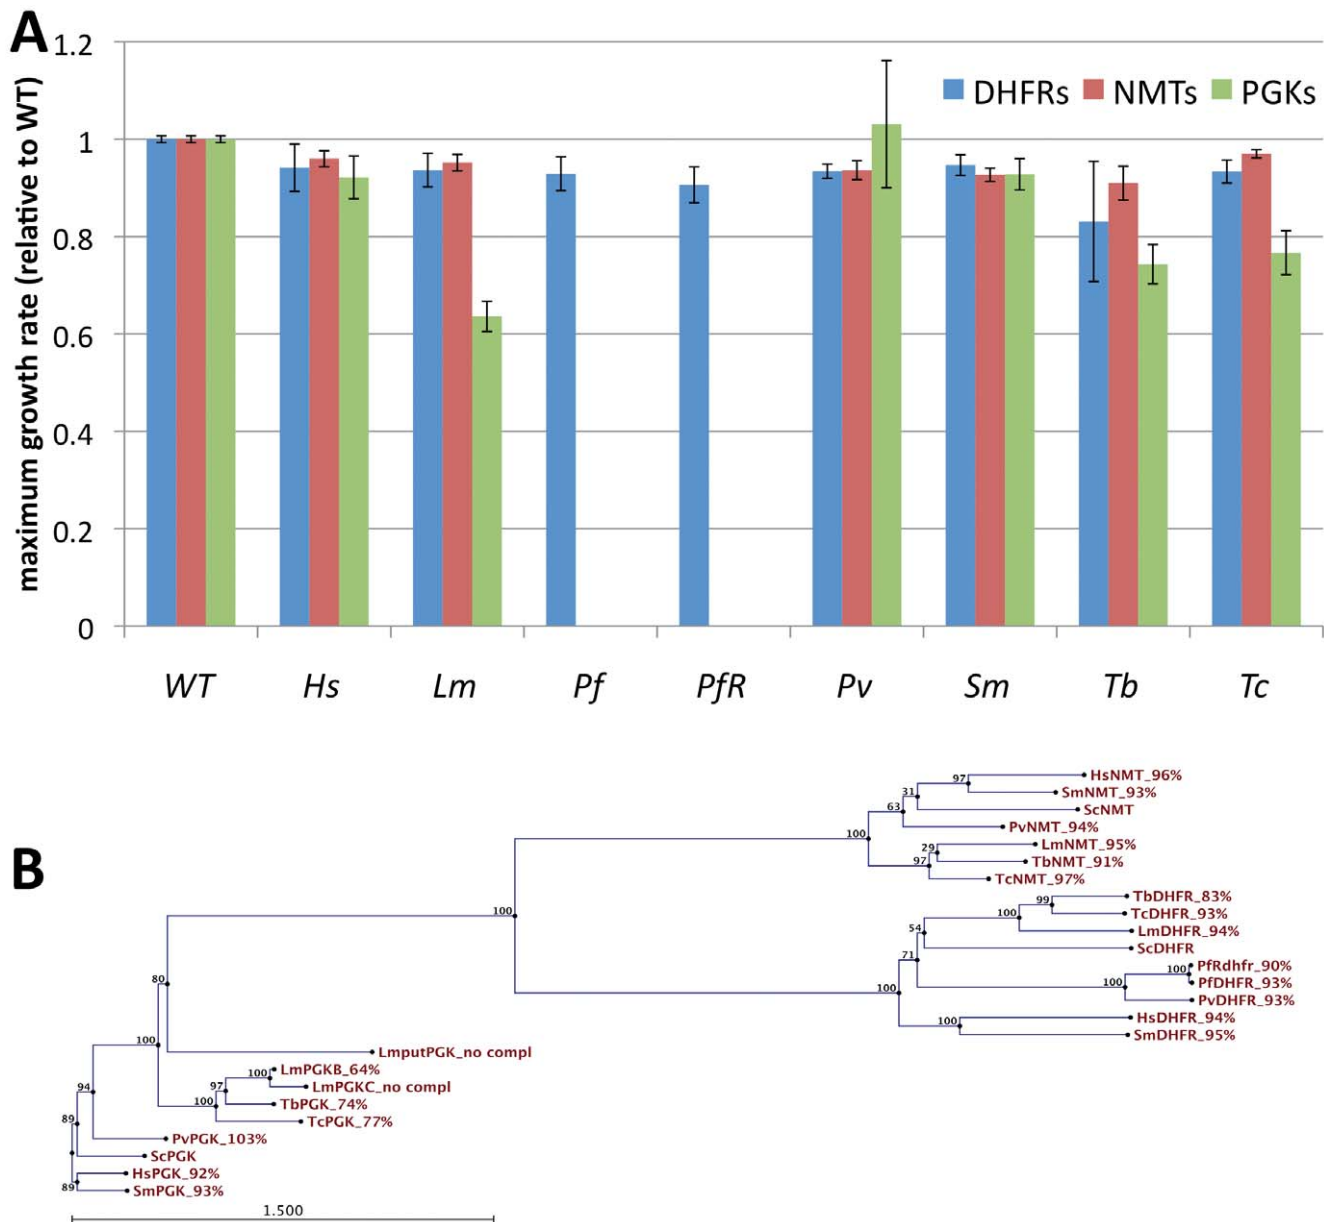 A
maximum growth rate (relative to WT)
1.2
1
0.8
0.6
0.4
0.2
0
DHFRs NMTs PGKs
WT Hs Lm Pf PfR Pv Sm Tb Tc
B
HsNMT_96%
97
SmNMT_93%
31
ScNMT
63
PvNMT_94%
100
LmNMT_95%
29
TbNMT_91%
97
TcNMT_97%
TbDHFR_83%
99
TcDHFR_93%
100
LmDHFR_94%
100
54
ScDHFR
71
PfRdhfr_90%
100
PfDHFR_93%
100
PvDHFR_93%
100
HsDHFR_94%
100
SmDHFR_95%
80
LmputPGK_no compl
100
LmPGKB_64%
100
LmPGKC_no compl
97
TbPGK_74%
100
TcPGK_77%
94
PvPGK_103%
89
ScPGK
HsPGK_92%
89
SmPGK_93%
1.500